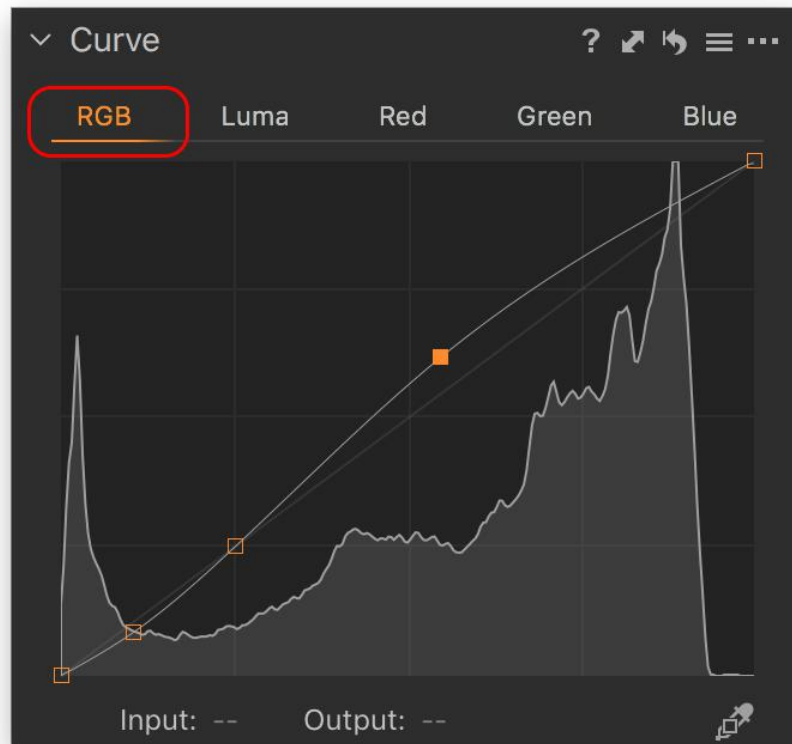 Curve ?
RGB Luma Red Green Blue
Input: -- Output: --